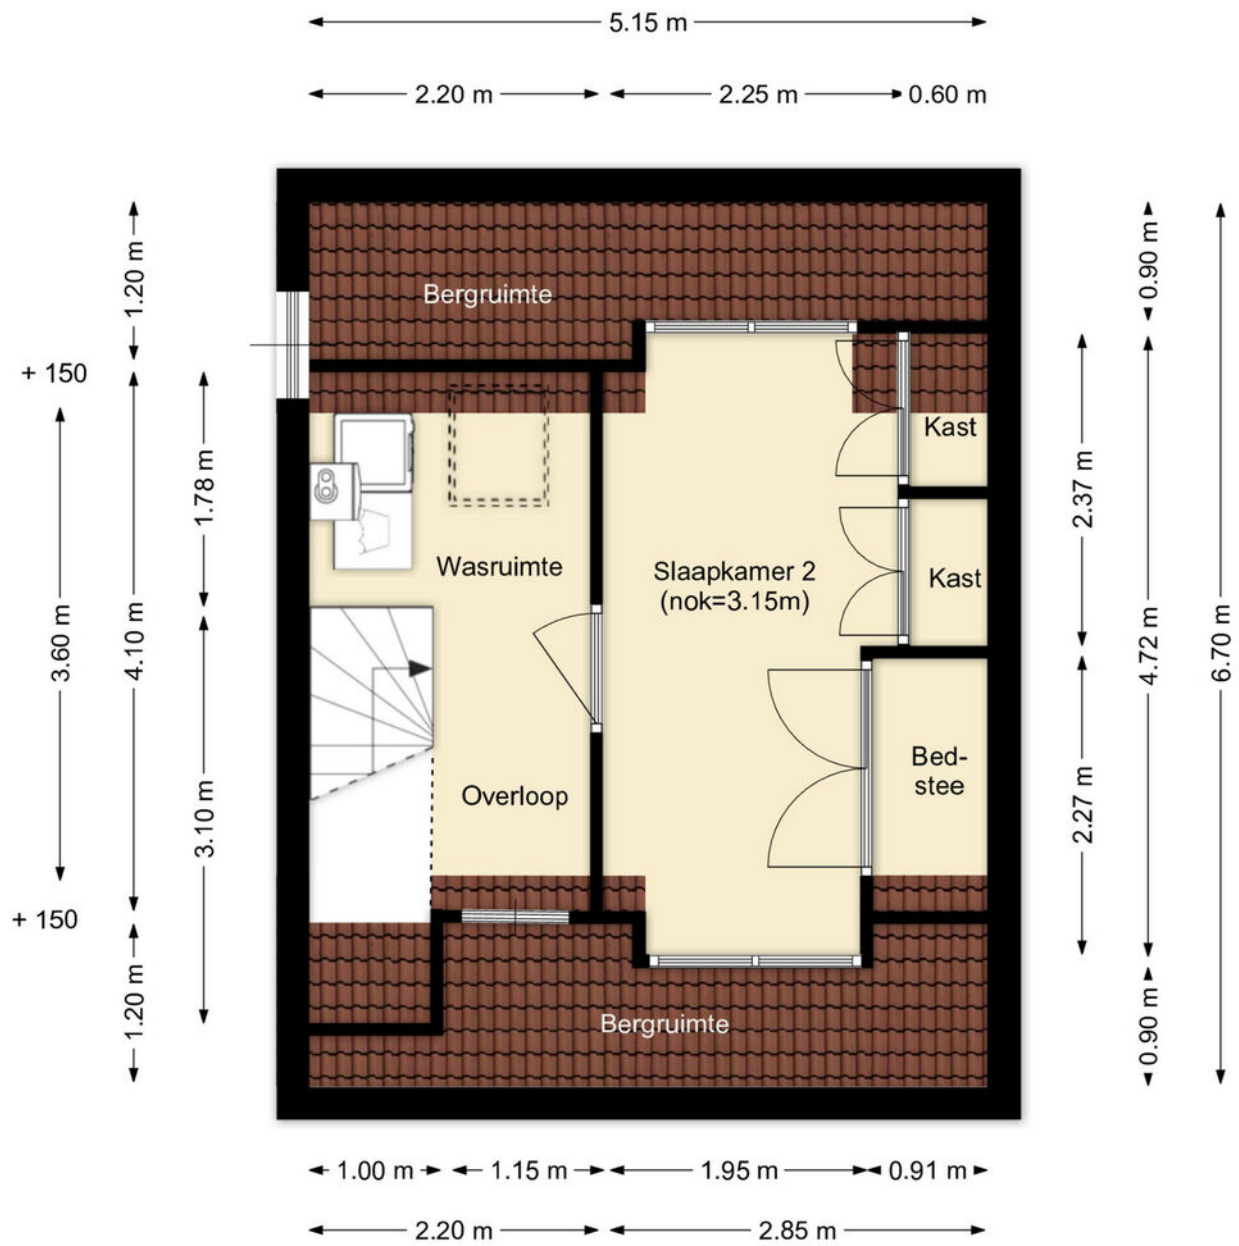 5.15 m
2.20 m
2.25 m
0.60 m
1.20 m
0.90 m
Bergruimte
+ 150
Kast
1.78 m
2.37 m
Wasruimte
Slaapkamer 2
(nok=3.15m)
Kast
3.60 m
4.10 m
4.72 m
6.70 m
Bed-
stee
Overloop
3.10 m
2.27 m
+ 150
1.20 m
Bergruimte
0.90 m
1.00 m
1.15 m
1.95 m
0.91 m
2.20 m
2.85 m